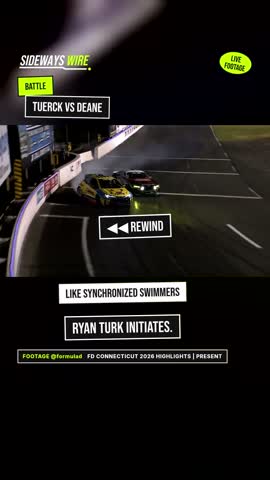 SIDEWAYS WIRE.
LIVE
FOOTAGE
BATTLE
TUERCK VS DEANE
REWIND
LIKE SYNCHRONIZED SWIMMERS
RYAN TURK INITIATES.
FOOTAGE @formulad FD CONNECTICUT 2026 HIGHLIGHTS | PRESENT